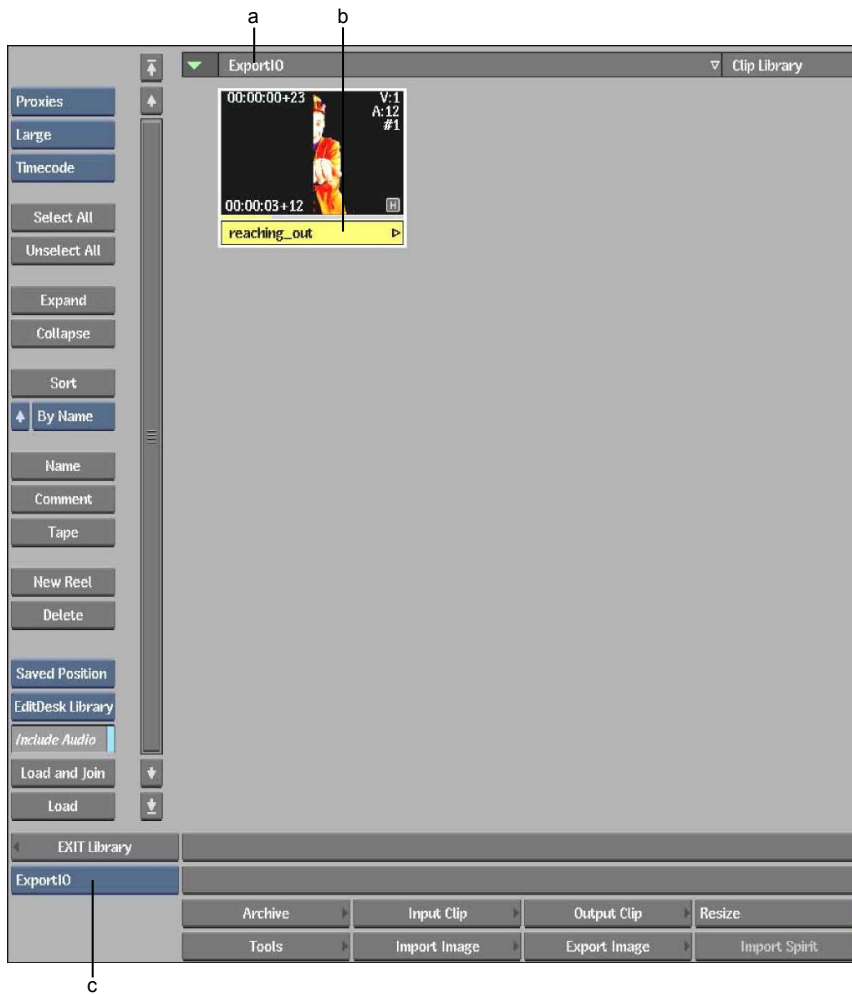 a
b
ExportIO
Clip Library
Proxies
Large
Timecode
00:00:00+23
V:1
A:12
#1
00:00:03+12
H
reaching_out
Select All
Unselect All
Expand
Collapse
Sort
By Name
Name
Comment
Tape
New Reel
Delete
Saved Position
EditDesk Library
Include Audio
Load and Join
Load
EXIT Library
ExportIO
Archive
Input Clip
Output Clip
Resize
Tools
Import Image
Export Image
Import Spirit
c